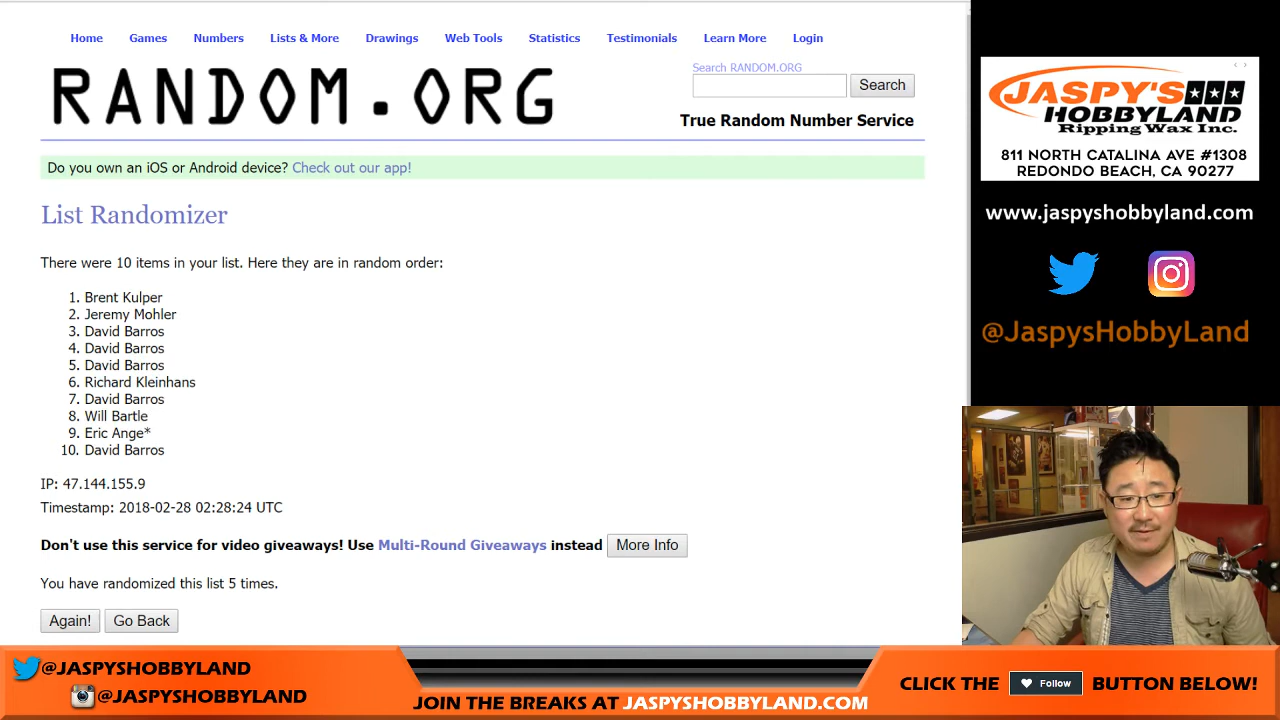 Home Games Numbers Lists & More Drawings Web Tools Statistics Testimonials Learn More Login
RANDOM.ORG
Search RANDOM.ORG
Search
True Random Number Service
Do you own an iOS or Android device? Check out our app!
List Randomizer
There were 10 items in your list. Here they are in random order:
1. Brent Kulper
2. Jeremy Mohler
3. David Barros
4. David Barros
5. David Barros
6. Richard Kleinhans
7. David Barros
8. Will Bartle
9. Eric Ange*
10. David Barros
IP: 47.144.155.9
Timestamp: 2018-02-28 02:28:24 UTC
Don't use this service for video giveaways! Use Multi-Round Giveaways instead More Info
You have randomized this list 5 times.
Again! Go Back
JASPY'S
HOBBYLAND
Ripping Wax Inc.
811 NORTH CATALINA AVE #1308
REDONDO BEACH, CA 90277
www.jaspyshobbyland.com
@JaspysHobbyLand
@JASPYSHOBBYLAND
@JASPYSHOBBYLAND
JOIN THE BREAKS AT JASPYSHOBBYLAND.COM
CLICK THE Follow BUTTON BELOW!